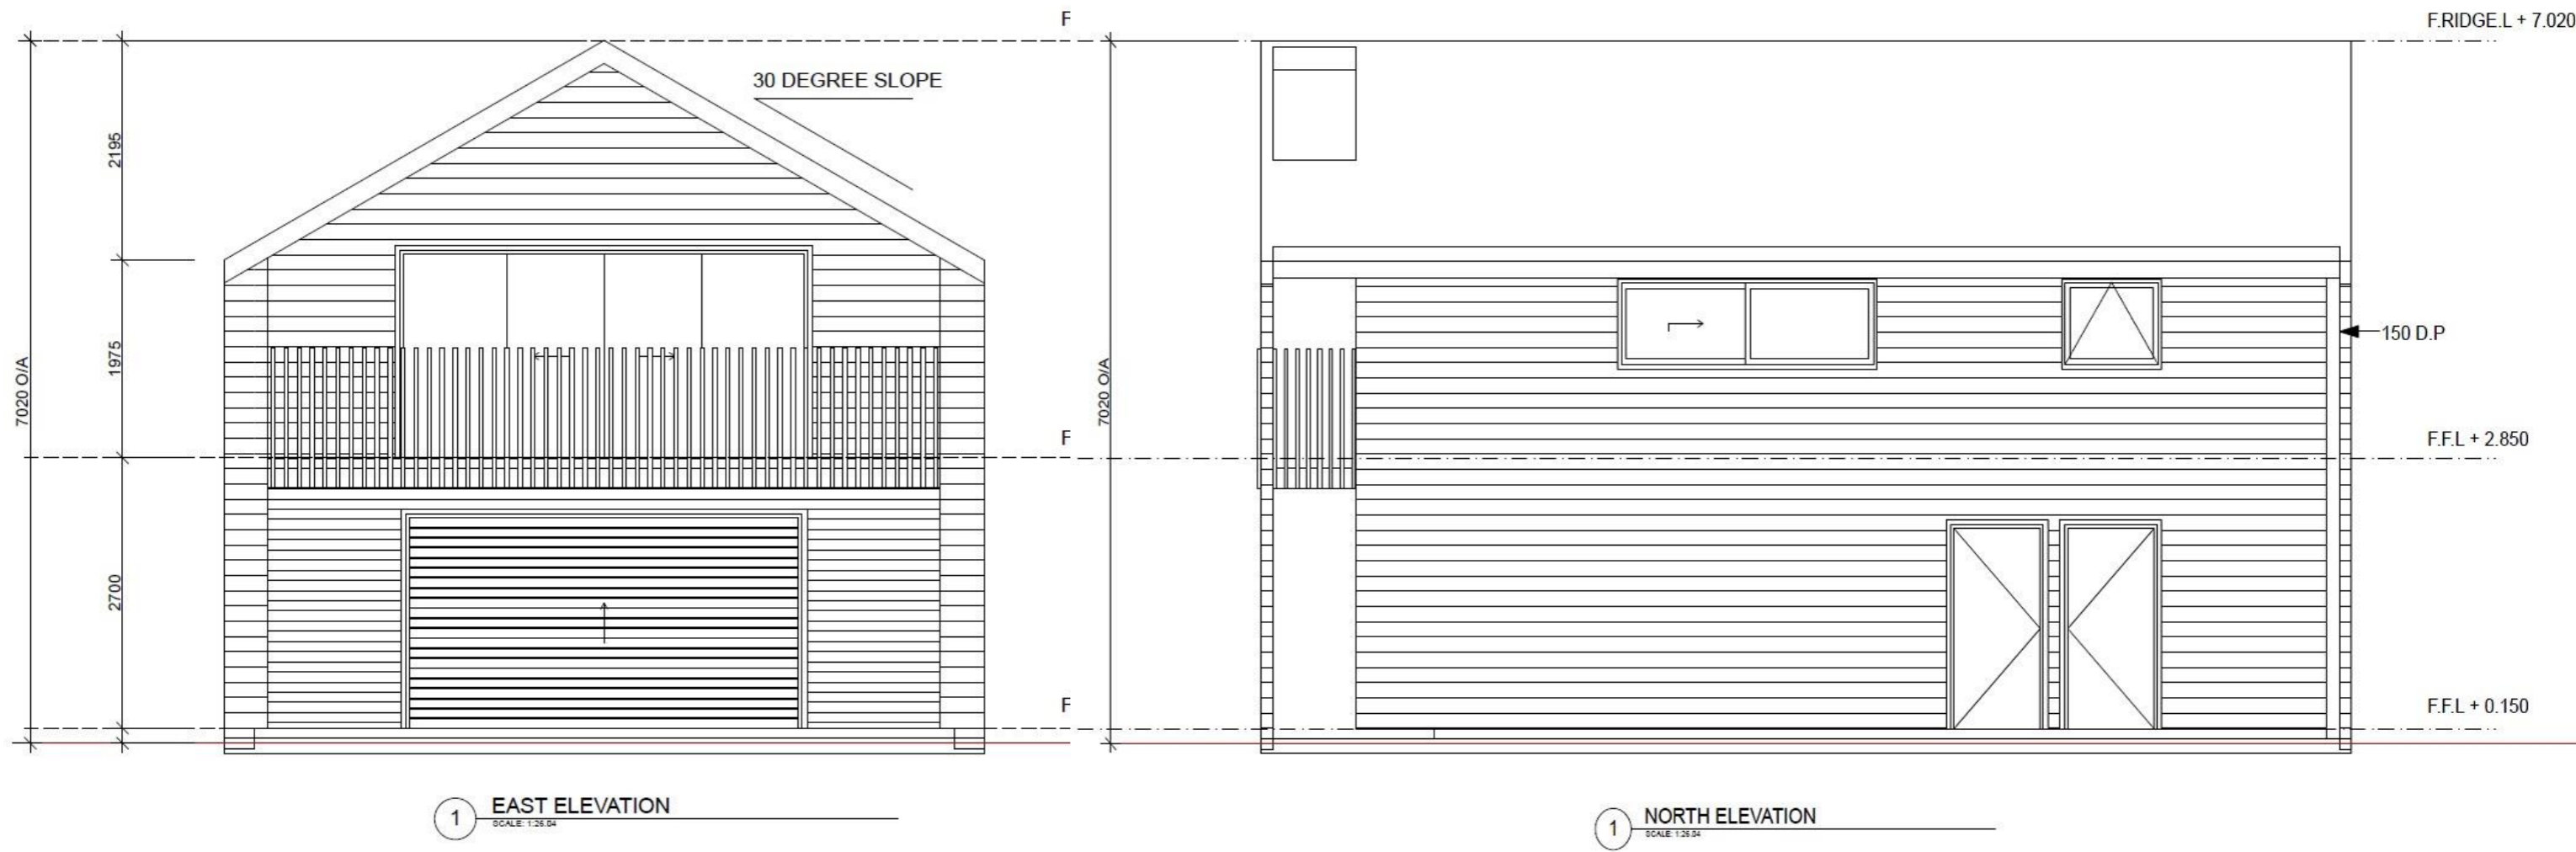 F
F.RIDGE.L + 7.020
30 DEGREE SLOPE
2195
1975
7020 O/A
7020 O/A
150 D.P
F
F.F.L + 2.850
2700
F
F.F.L + 0.150
1
EAST ELEVATION
1
NORTH ELEVATION